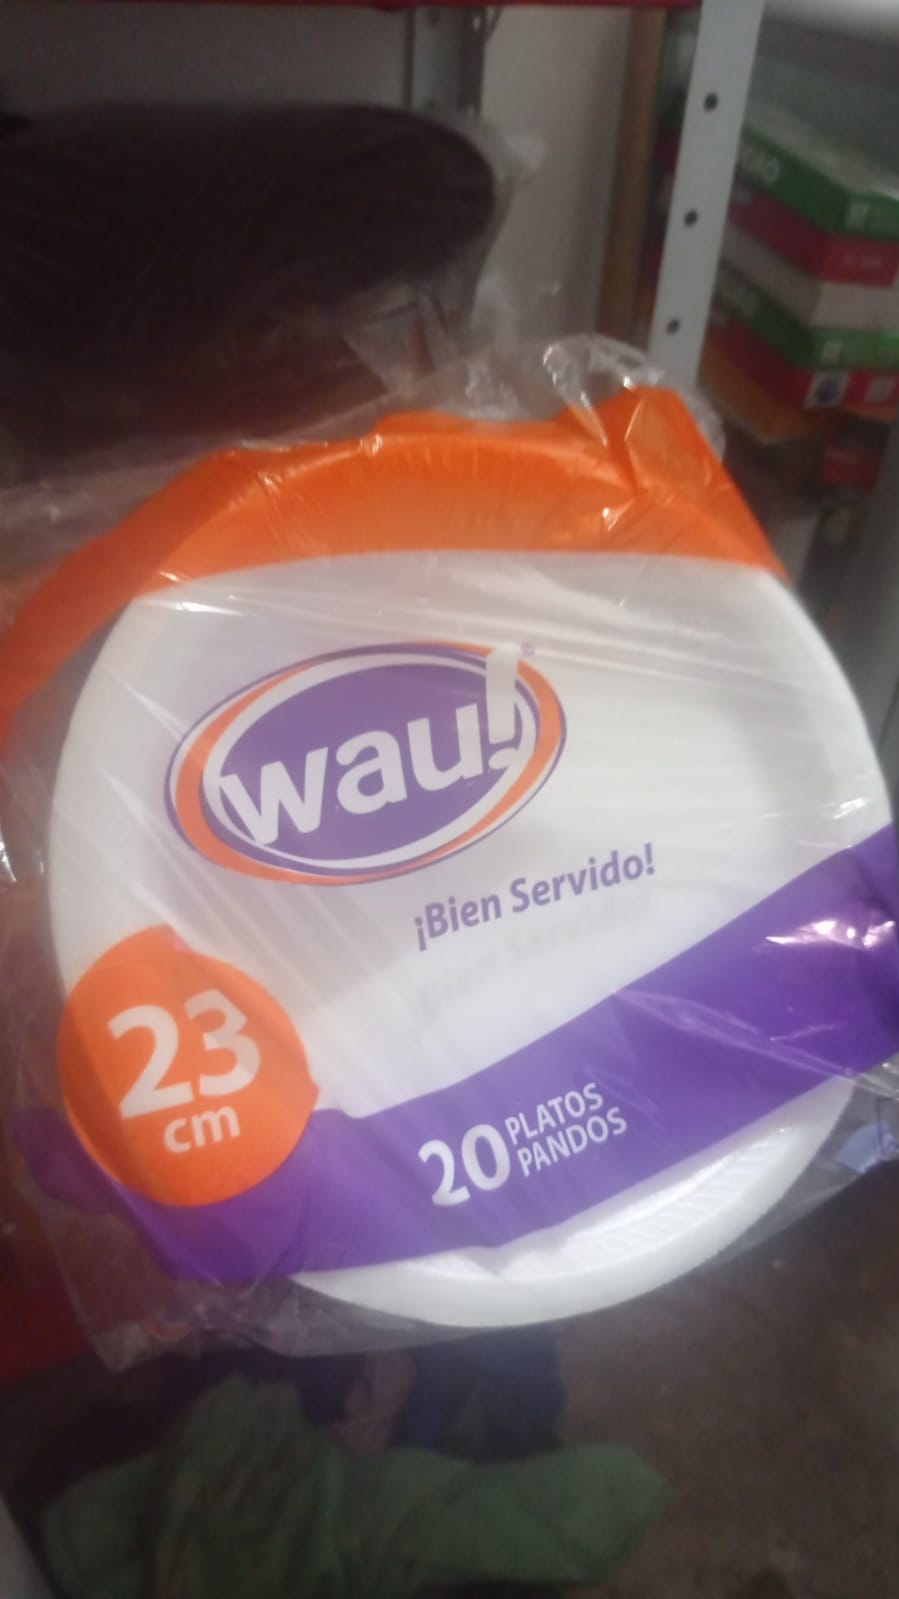 wau!®
¡Bien Servido!
23
cm
20 PLATOS
PANDOS